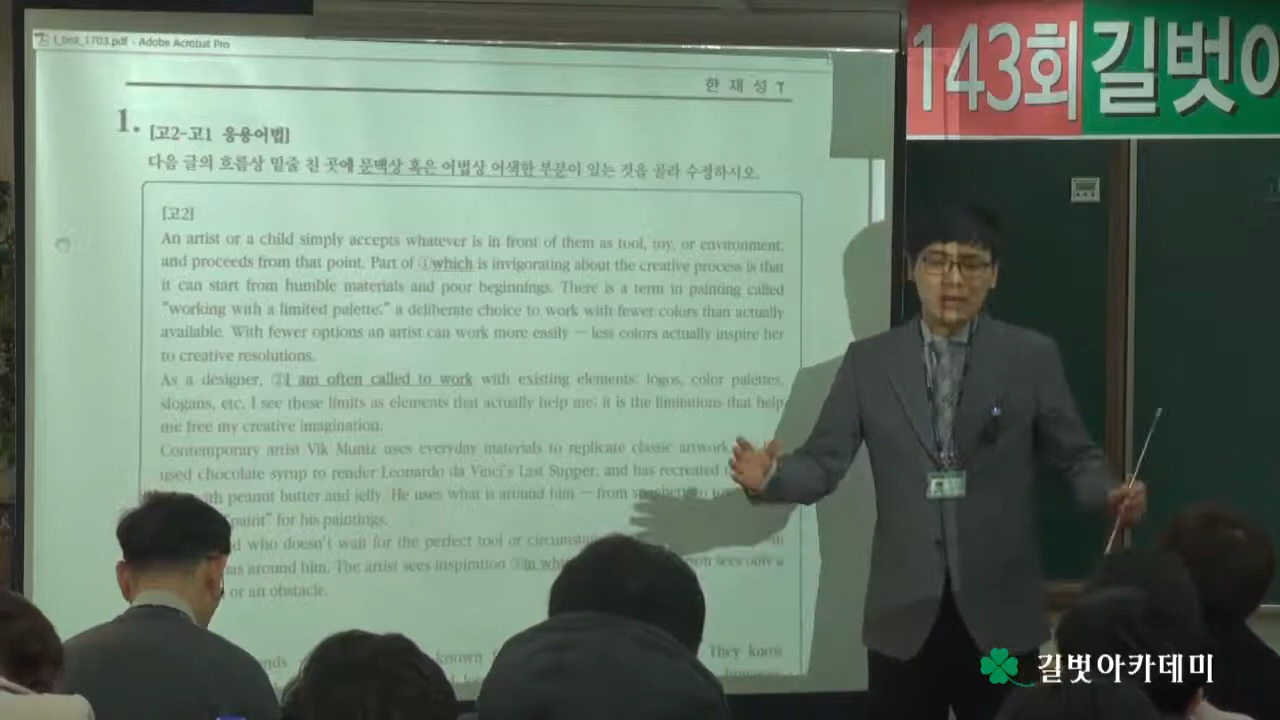 t_test_1703.pdf - Adobe Acrobat Pro
143회 길벗아
한 재 성 T
1. [고2-고1 응용어법]
다음 글의 흐름상 밑줄 친 곳에 문맥상 혹은 어법상 어색한 부분이 있는 것을 골라 수정하시오.
[고2]
An artist or a child simply accepts whatever is in front of them as tool, toy, or environment,
and proceeds from that point. Part of ①which is invigorating about the creative process is that
it can start from humble materials and poor beginnings. There is a term in painting called
“working with a limited palette,” a deliberate choice to work with fewer colors than actually
available. With fewer options an artist can work more easily — less colors actually inspire her
to creative resolutions.
As a designer, ②I am often called to work with existing elements: logos, color palettes,
slogans, etc. I see these limits as elements that actually help me: it is the limitations that help
me free my creative imagination.
Contemporary artist Vik Muniz uses everyday materials to replicate classic artwork
used chocolate syrup to render Leonardo da Vinci's Last Supper, and has recreated
peanut butter and jelly. He uses what is around him — from spaghetti to
paint” for his paintings.
who doesn't wait for the perfect tool or
as around him. The artist sees inspiration ③in sees only a
or an obstacle.
known They know
however
길벗아카데미